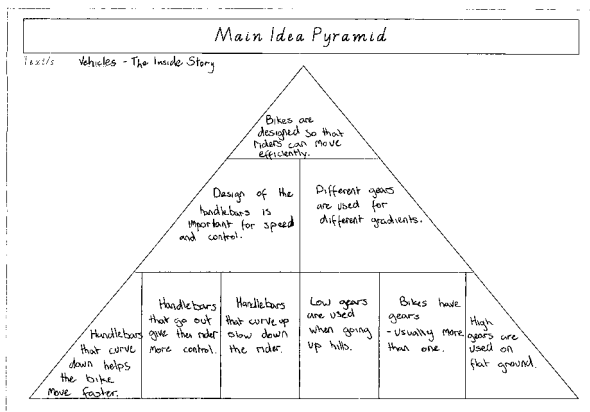 Main Idea Pyramid
Text/s Vehicles - The Inside Story
Bikes are
designed so that
riders can move
efficiently.
Design of the
handlebars is
important for speed
and control.
Different gears
are used for
different gradients.
Handlebars
that curve
down helps
the bike
move faster.
Handlebars
that go out
give the rider
more control.
Handlebars
that curve up
slow down
the rider.
Low gears
are used
when going
up hills.
Bikes have
gears
- usually more
than one.
High
gears are
used on
flat ground.